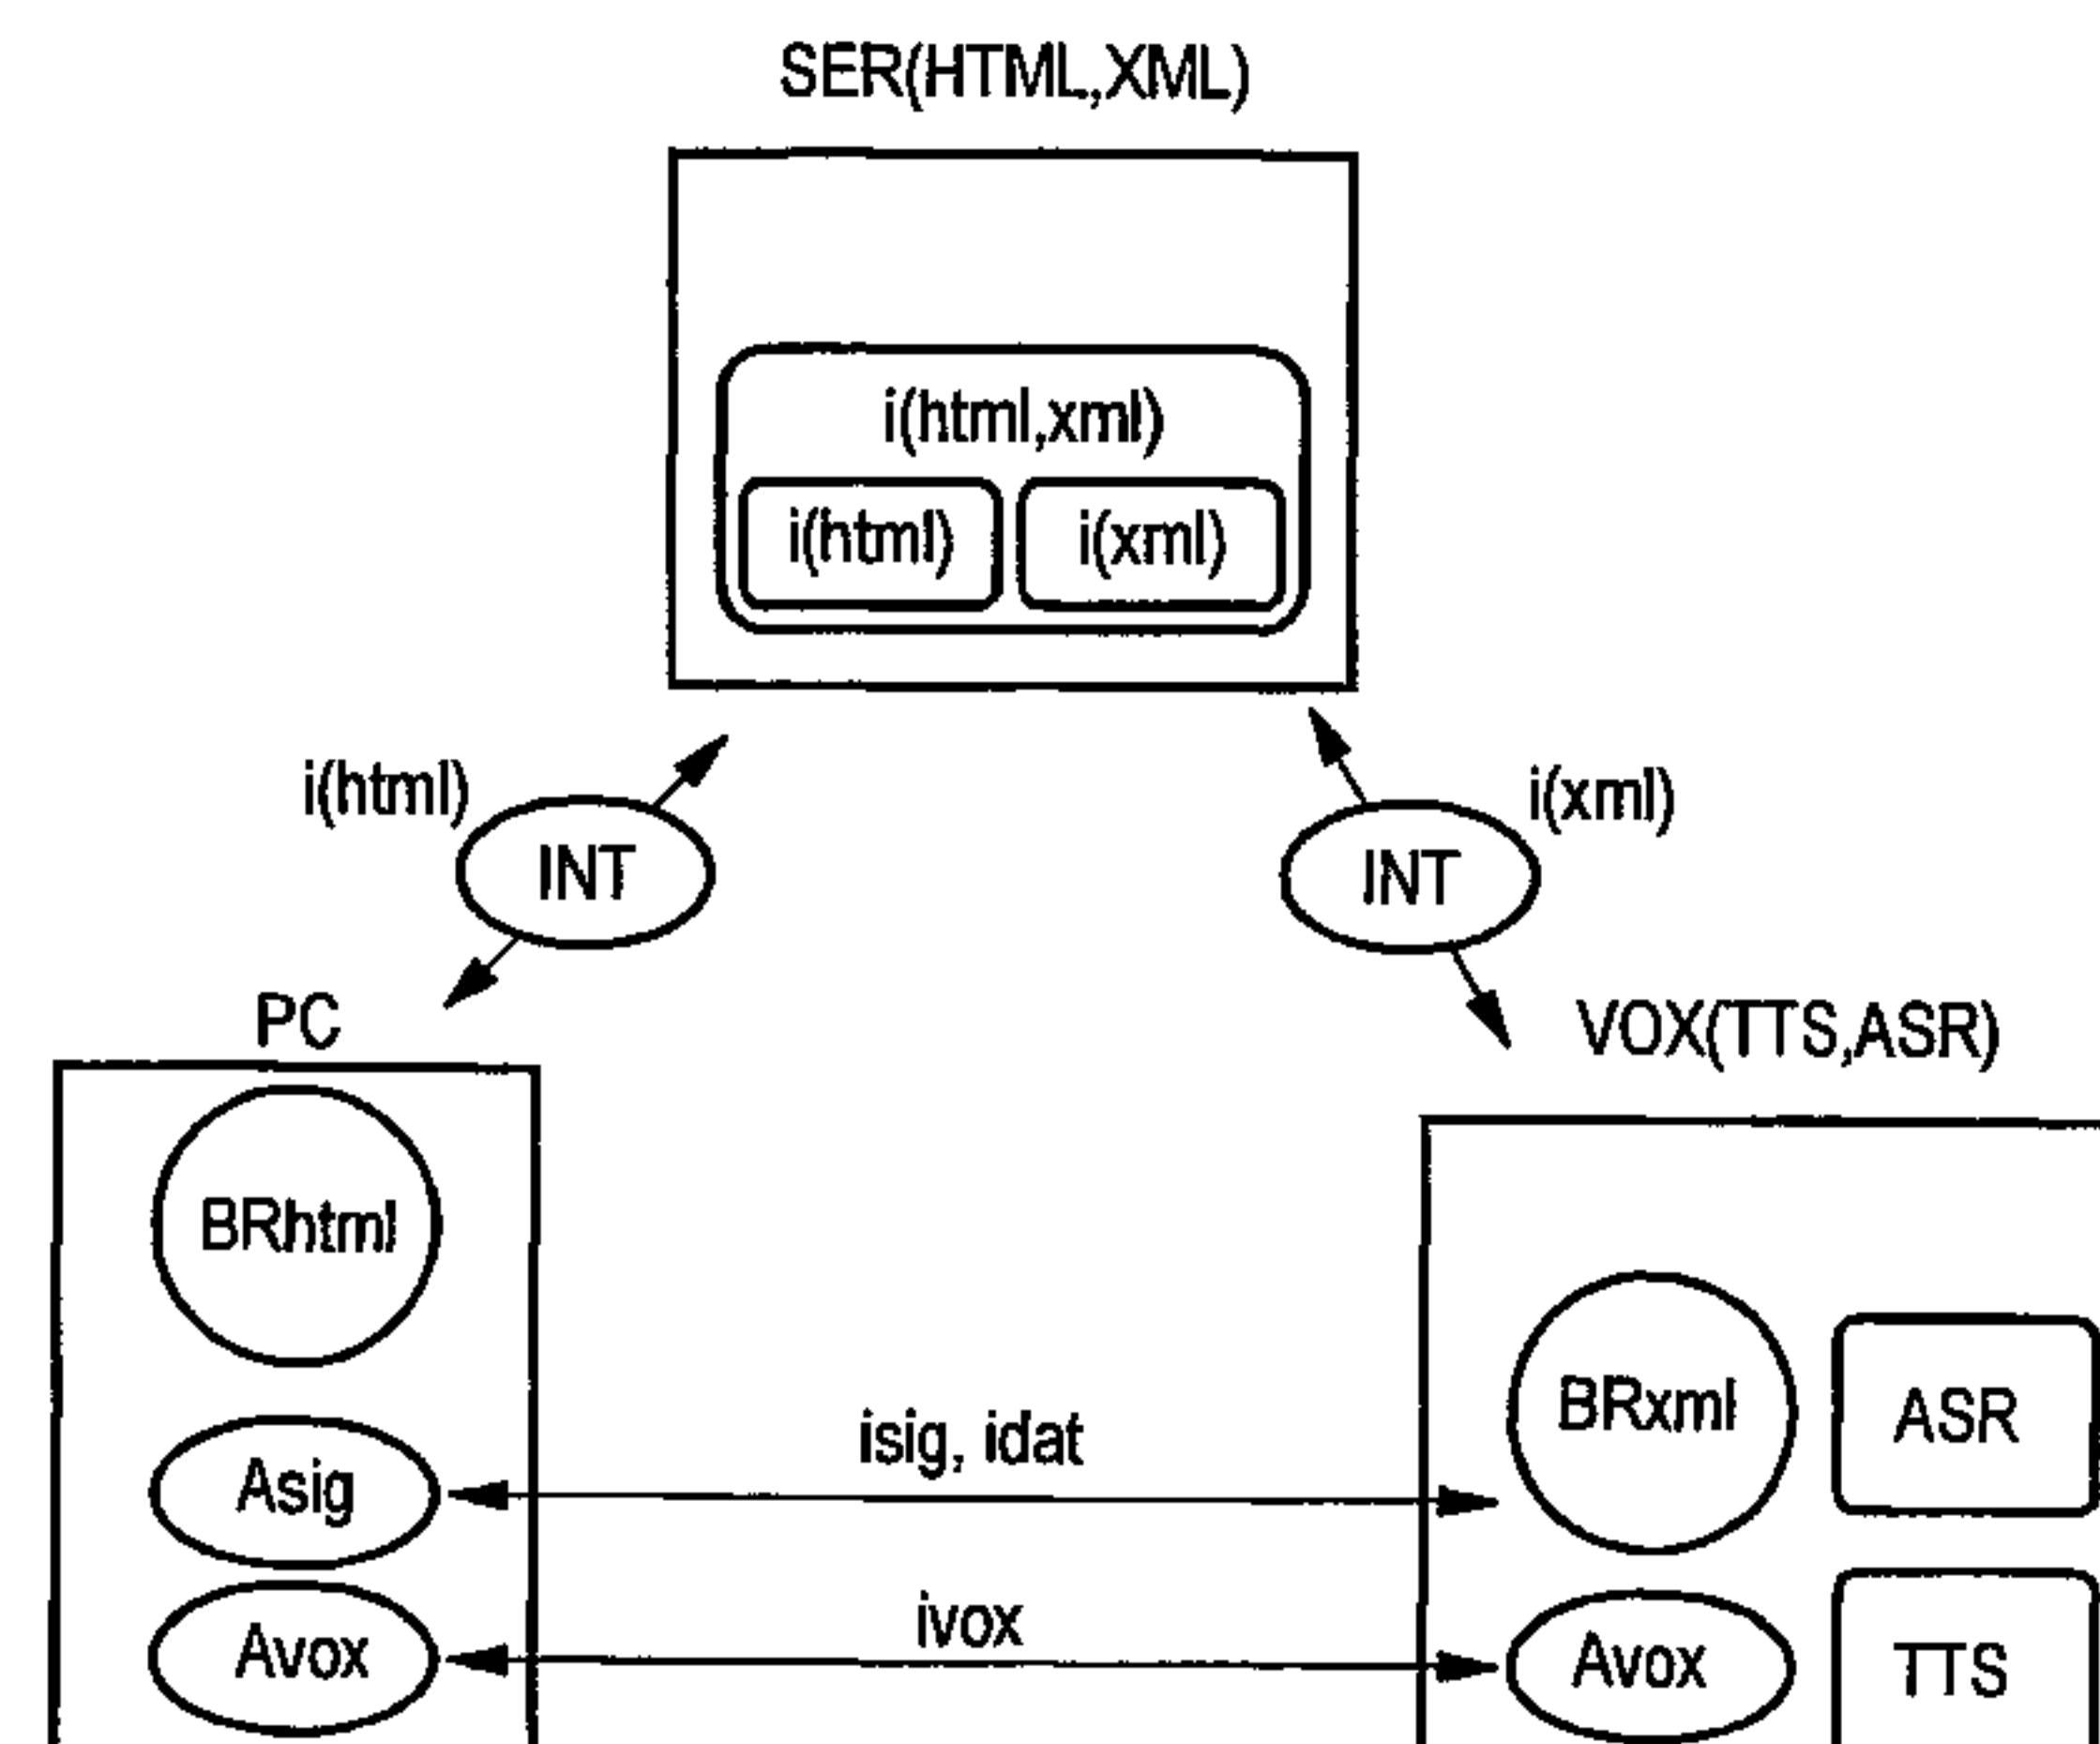 SER(HTML,XML)
i(html,xml)
i(html)
i(xml)
i(html)
i(xml)
INT
INT
PC
VOX(TTS,ASR)
BRhtml
BRxml
ASR
isig, idat
Asig
ivox
Avox
Avox
TTS